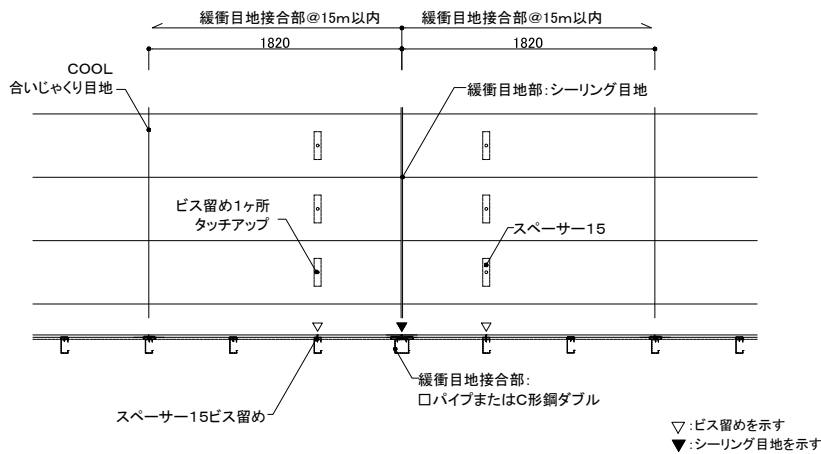 緩衝目地接合部@15m以内
緩衝目地接合部@15m以内
1820
1820
COOL
合いじゃくり目地
緩衝目地部:シーリング目地
ビス留め1ヶ所
タッチアップ
スペーサー15
緩衝目地接合部:
□パイプまたはC形鋼ダブル
スペーサー15ビス留め
▽:ビス留めを示す
▼:シーリング目地を示す